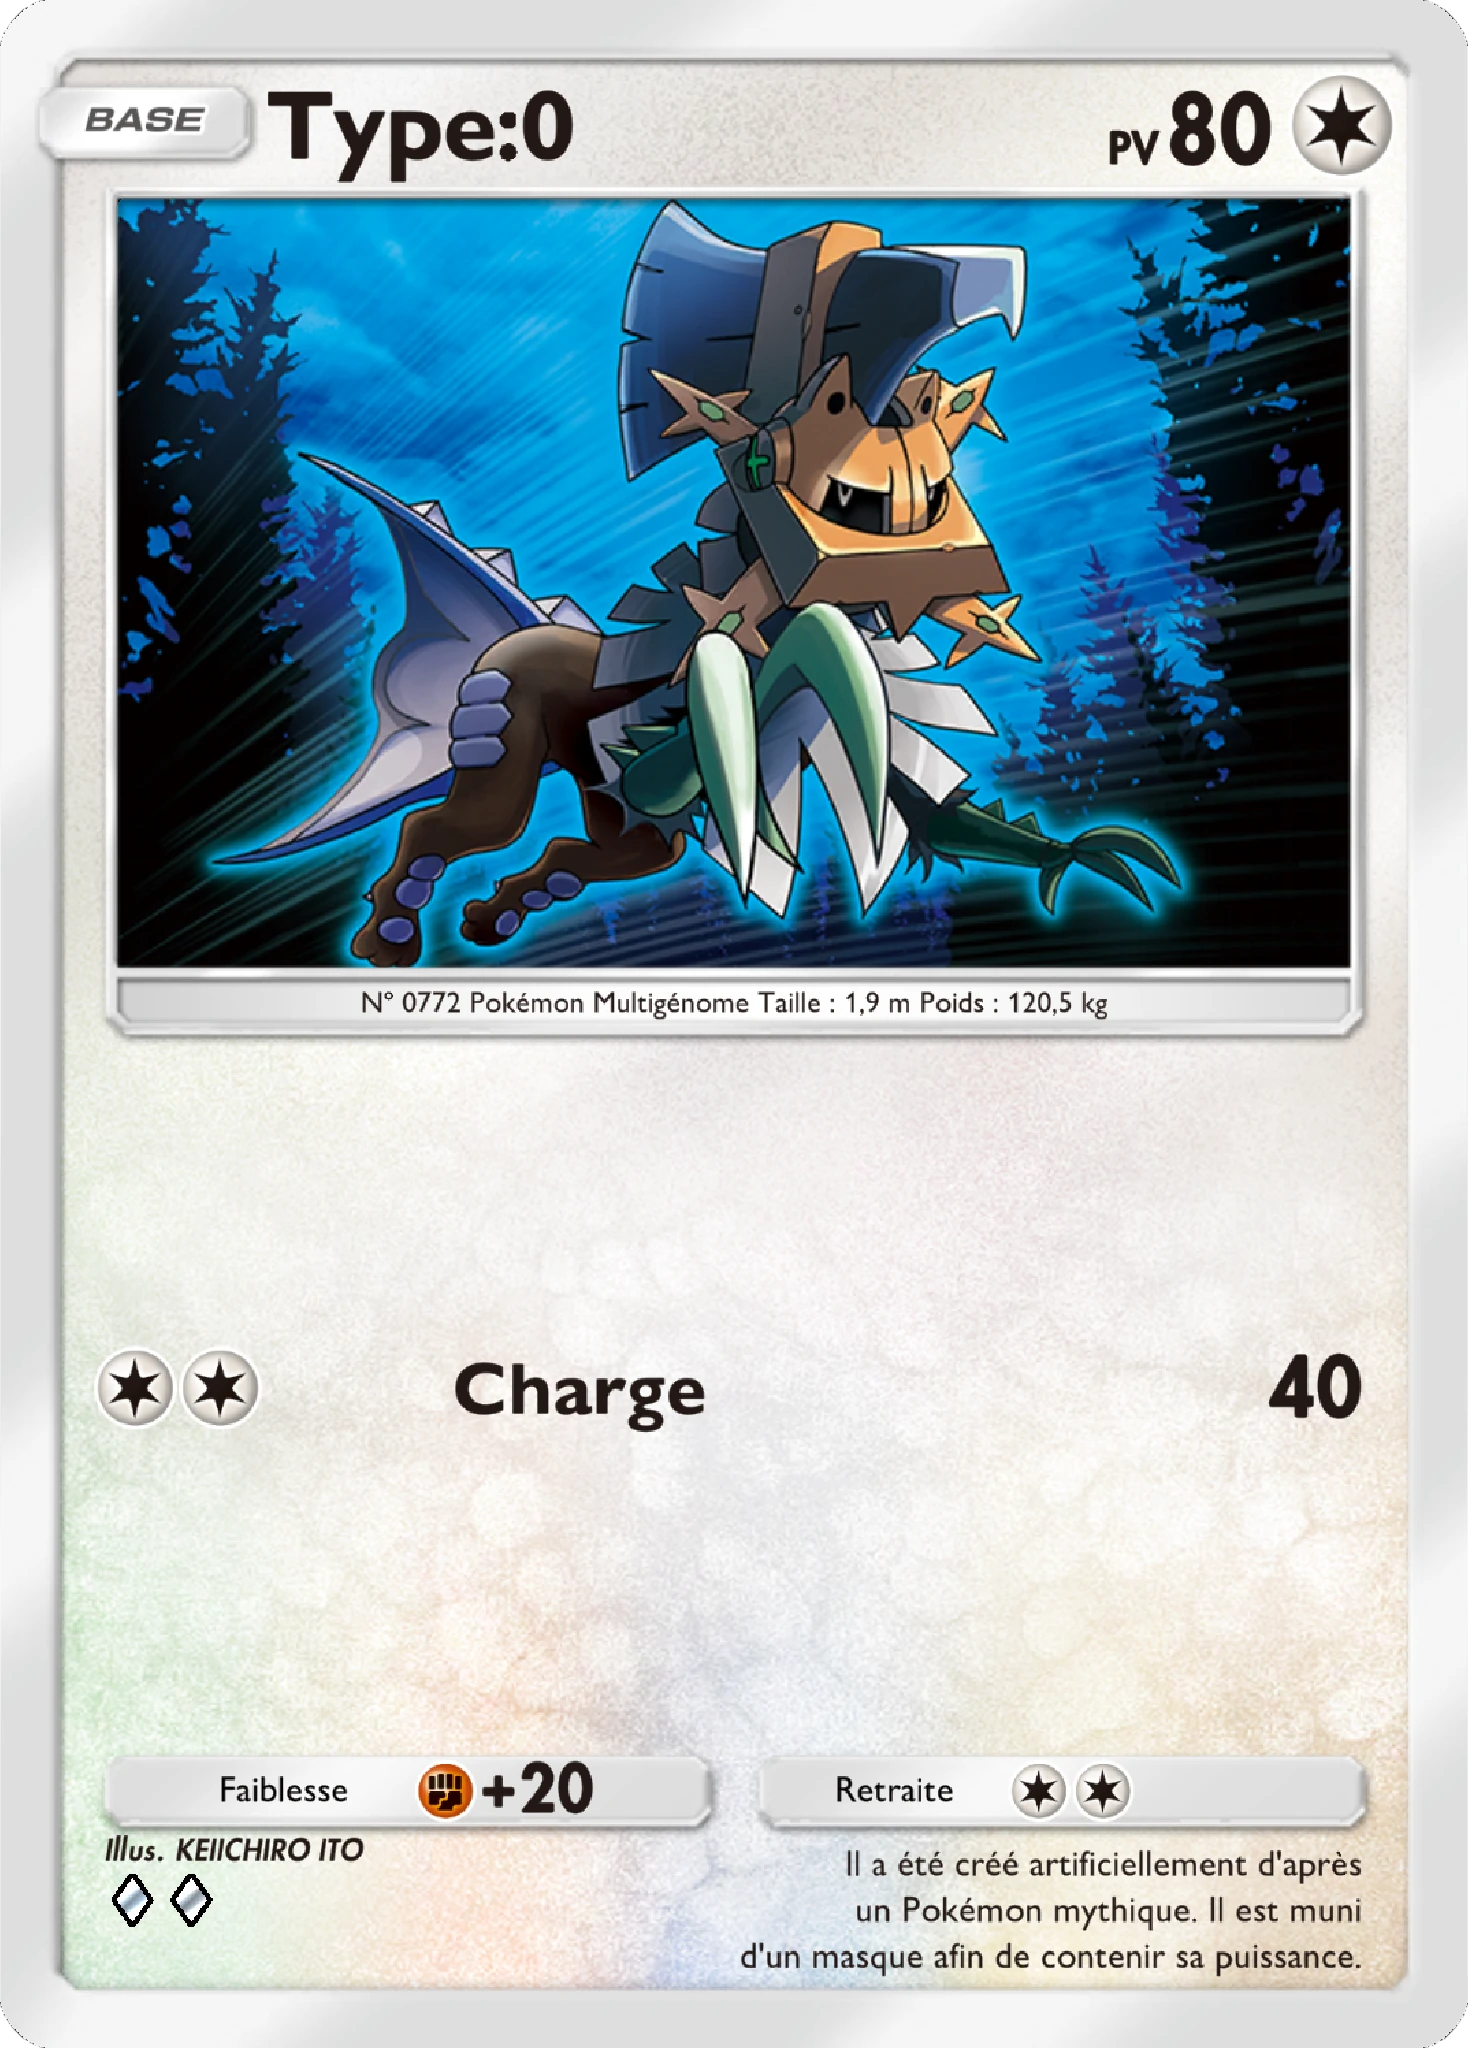 BASE Type:0 PV 80
N° 0772 Pokémon Multigénome Taille : 1,9 m Poids : 120,5 kg
Charge 40
Faiblesse +20 Retraite
Illus. KEIICHIRO ITO
Il a été créé artificiellement d'après
un Pokémon mythique. Il est muni
d'un masque afin de contenir sa puissance.